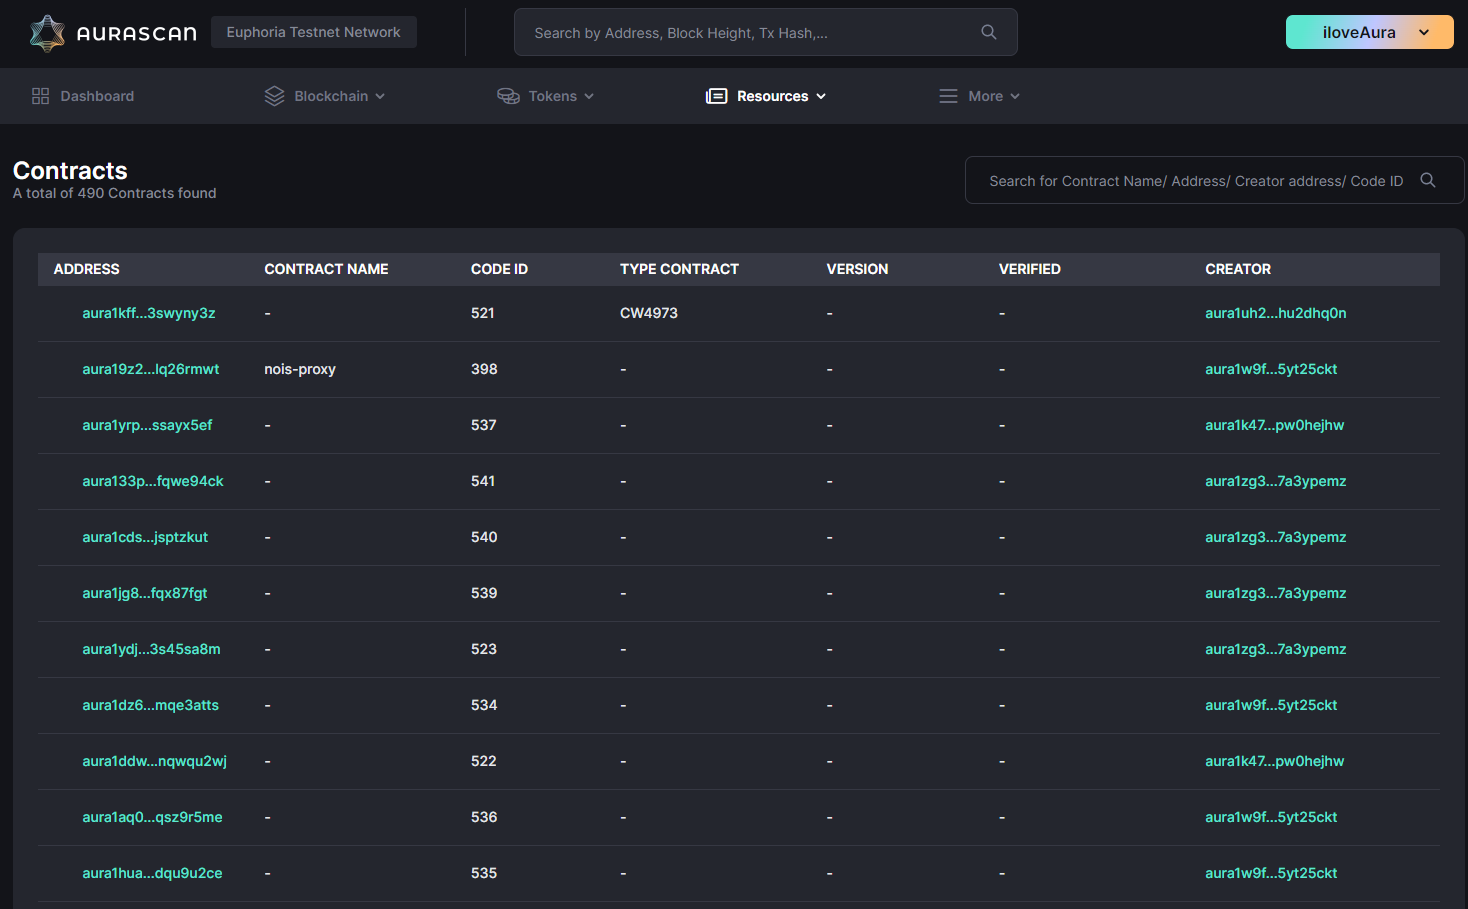 AURASCAN Euphoria Testnet Network Search by Address, Block Height, Tx Hash,... iloveAura
Dashboard Blockchain Tokens Resources More
Contracts
A total of 490 Contracts found
Search for Contract Name/ Address/ Creator address/ Code ID
ADDRESS CONTRACT NAME CODE ID TYPE CONTRACT VERSION VERIFIED CREATOR
aura1kff...3swyny3z - 521 CW4973 - - aura1uh2...hu2dhq0n
aura19z2...lq26rmwt nois-proxy 398 - - - aura1w9f...5yt25ckt
aura1yrp...ssayx5ef - 537 - - - aura1k47...pw0hejhw
aura133p...fqwe94ck - 541 - - - aura1zg3...7a3ypemz
aura1cds...jsptzkut - 540 - - - aura1zg3...7a3ypemz
aura1jg8...fqx87fgt - 539 - - - aura1zg3...7a3ypemz
aura1ydj...3s45sa8m - 523 - - - aura1zg3...7a3ypemz
aura1dz6...mqe3atts - 534 - - - aura1w9f...5yt25ckt
aura1ddw...nqwqu2wj - 522 - - - aura1k47...pw0hejhw
aura1aq0...qsz9r5me - 536 - - - aura1w9f...5yt25ckt
aura1hua...dqu9u2ce - 535 - - - aura1w9f...5yt25ckt